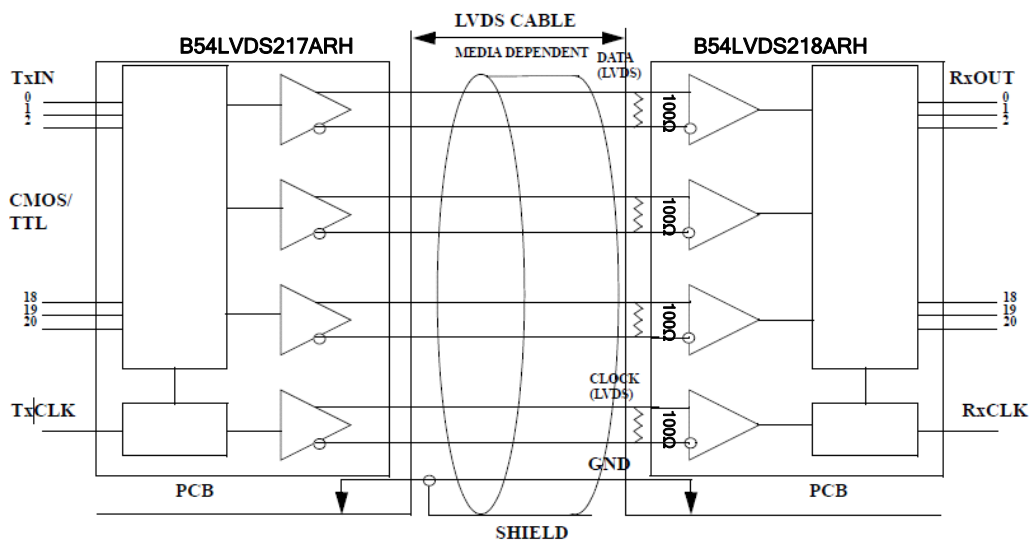 LVDS CABLE
B54LVDS217ARH
B54LVDS218ARH
MEDIA DEPENDENT
DATA
(LVDS)
TxIN
0
1
2
RxOUT
0
1
2
100Ω
CMOS/
TTL
100Ω
18
19
20
18
19
20
100Ω
CLOCK
(LVDS)
TxCLK
100Ω
RxCLK
GND
PCB
PCB
SHIELD